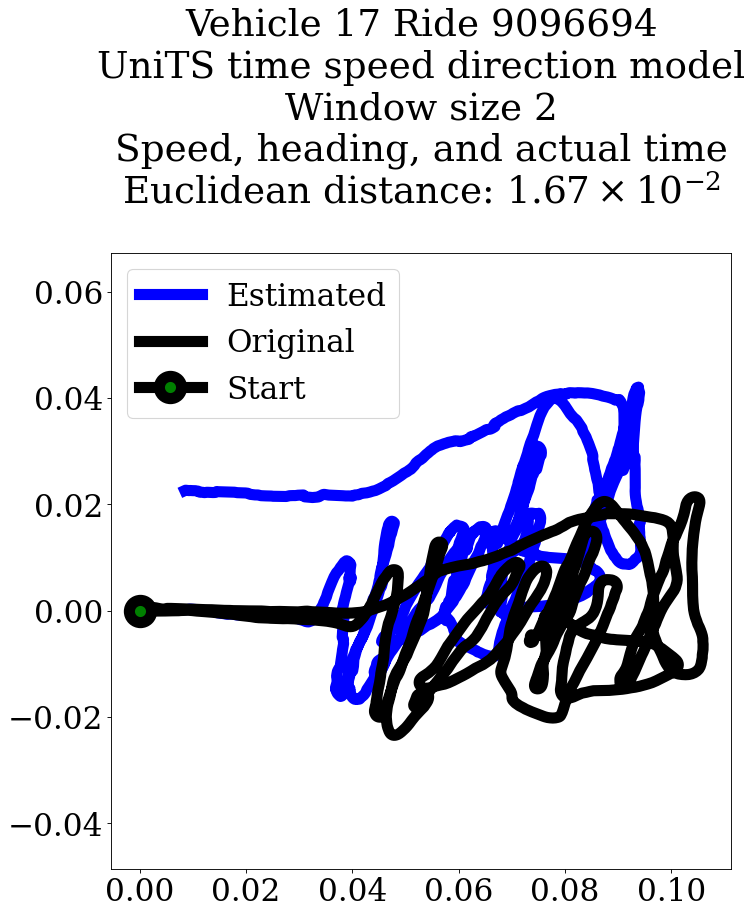 Vehicle 17 Ride 9096694
UniTS time speed direction model
Window size 2
Speed, heading, and actual time
Euclidean distance: 1.67 × 10⁻²
Estimated
Original
Start
0.06
0.04
0.02
0.00
−0.02
−0.04
0.00 0.02 0.04 0.06 0.08 0.10